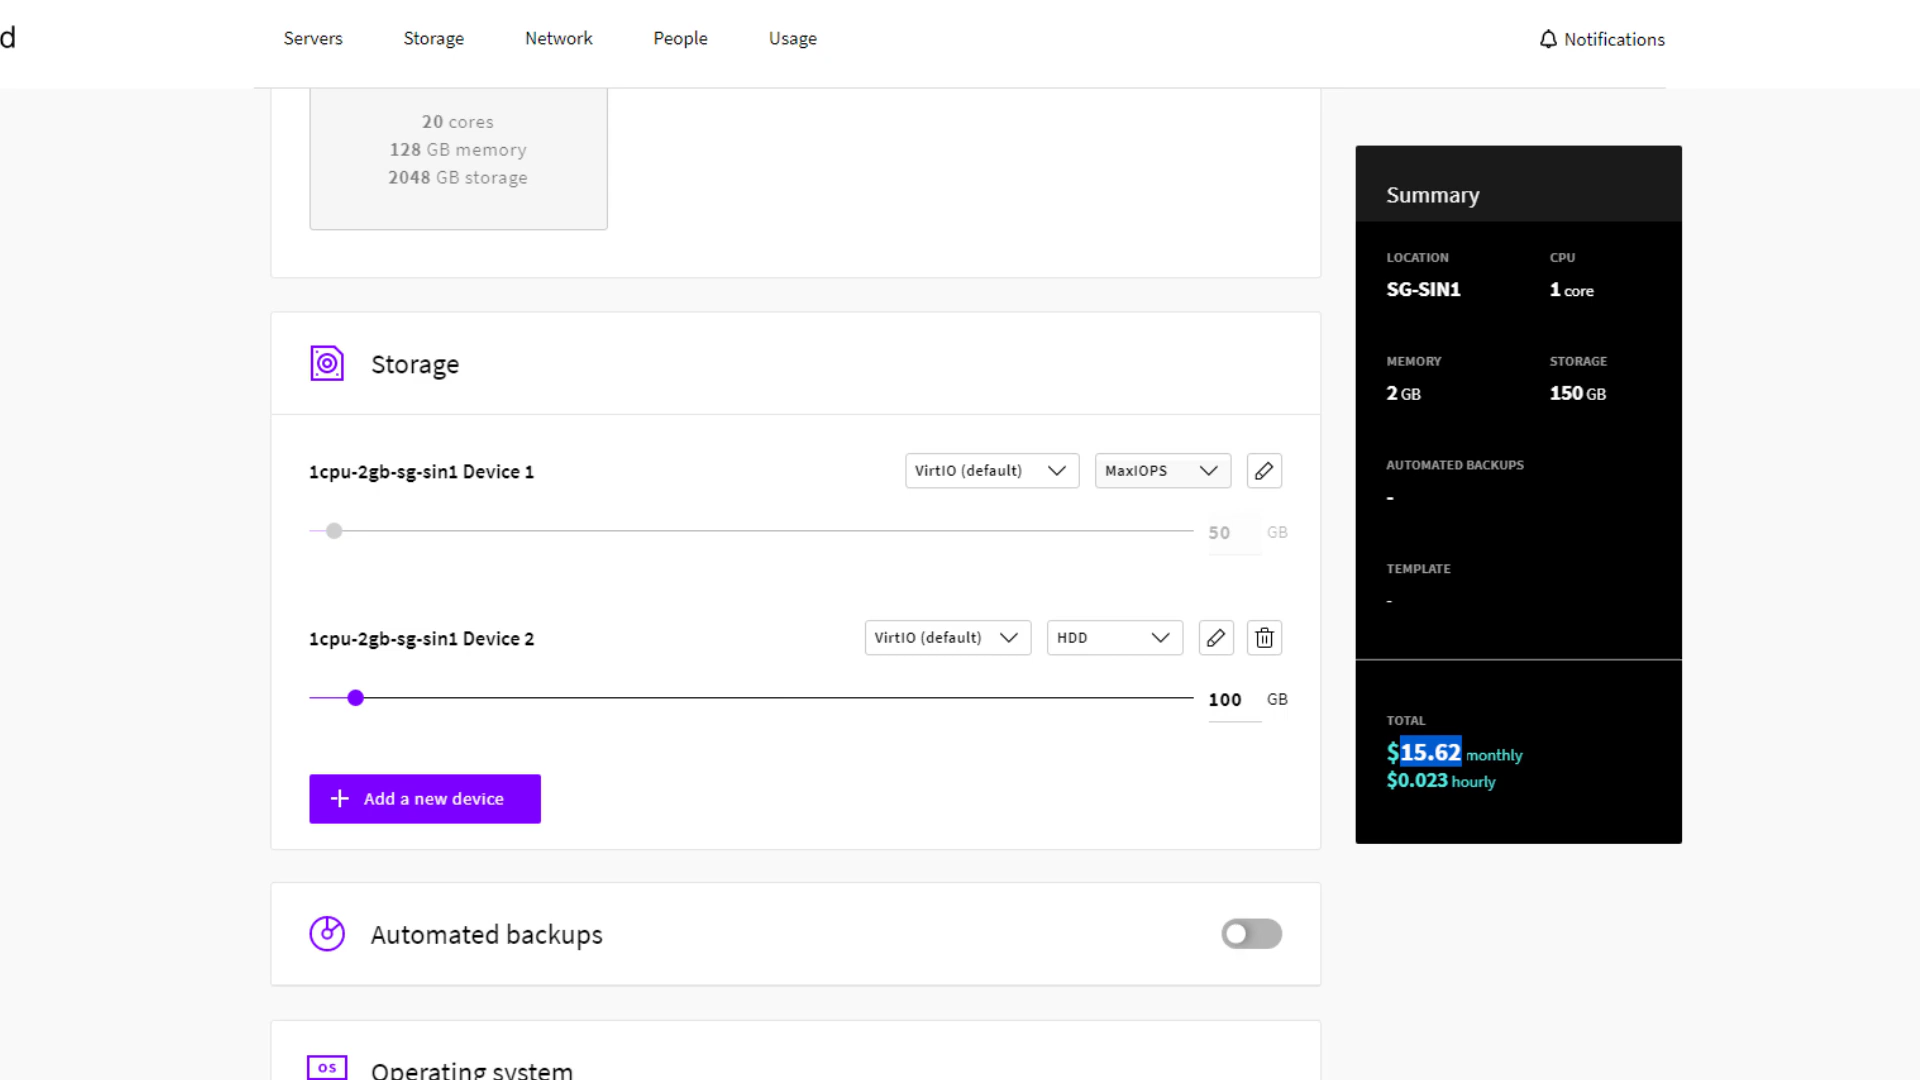 d
Servers
Storage
Network
People
Usage
Notifications
20 cores
128 GB memory
2048 GB storage
Storage
1cpu-2gb-sg-sin1 Device 1
VirtIO (default)
MaxIOPS
50 GB
1cpu-2gb-sg-sin1 Device 2
VirtIO (default)
HDD
100 GB
Add a new device
Automated backups
OS
Operating system
Summary
LOCATION
SG-SIN1
CPU
1 core
MEMORY
2 GB
STORAGE
150 GB
AUTOMATED BACKUPS
-
TEMPLATE
-
TOTAL
$15.62 monthly
$0.023 hourly